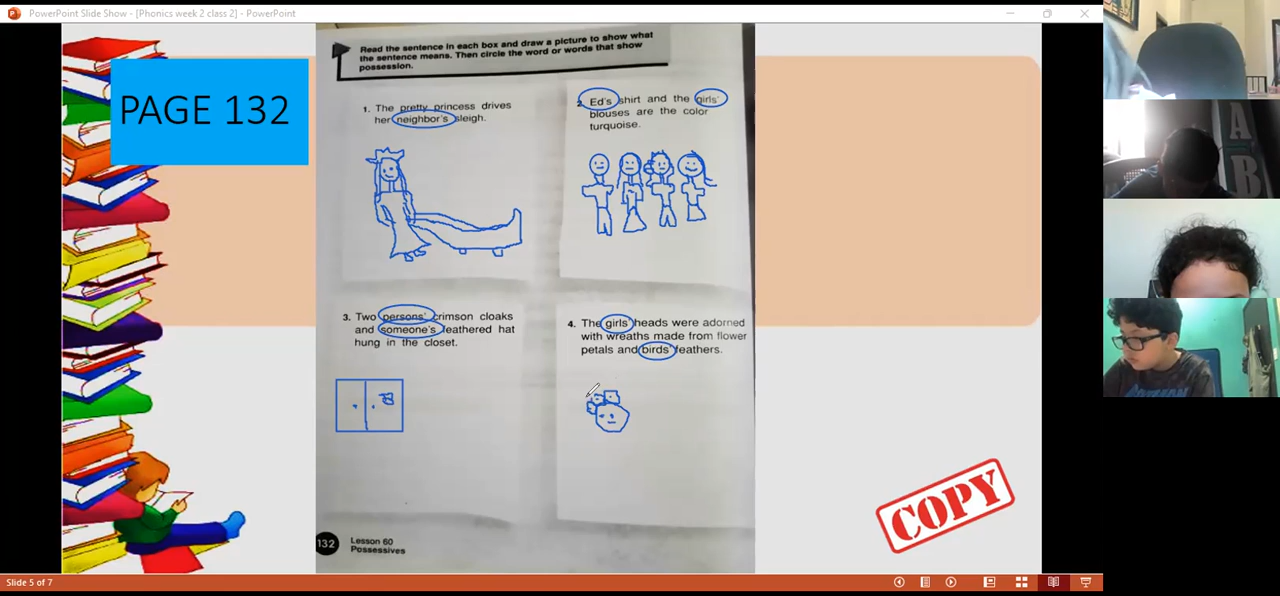 PowerPoint Slide Show - [Phonics week 2 class 2] - PowerPoint
PAGE 132
Read the sentence in each box and draw a picture to show what
the sentence means. Then circle the word or words that show
possession.
1. The pretty princess drives
her neighbor's sleigh.
2. Ed's shirt and the girls'
blouses are the color
turquoise.
3. Two persons' crimson cloaks
and someone's feathered hat
hung in the closet.
4. The girls' heads were adorned
with wreaths made from flower
petals and birds' feathers.
132
Lesson 60
Possessives
COPY
A
B
Slide 5 of 7